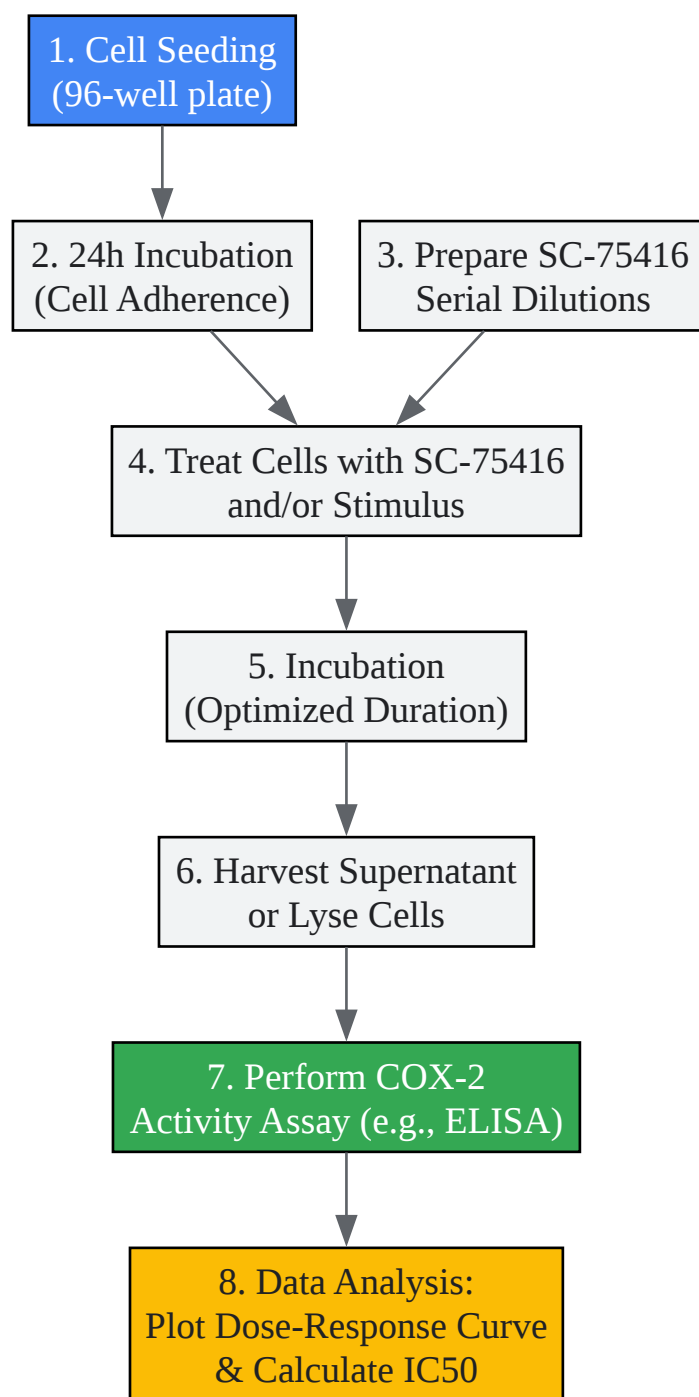 1. Cell Seeding
(96-well plate)
2. 24h Incubation
(Cell Adherence)
3. Prepare SC-75416
Serial Dilutions
4. Treat Cells with SC-75416
and/or Stimulus
5. Incubation
(Optimized Duration)
6. Harvest Supernatant
or Lyse Cells
7. Perform COX-2
Activity Assay (e.g., ELISA)
8. Data Analysis:
Plot Dose-Response Curve
& Calculate IC50